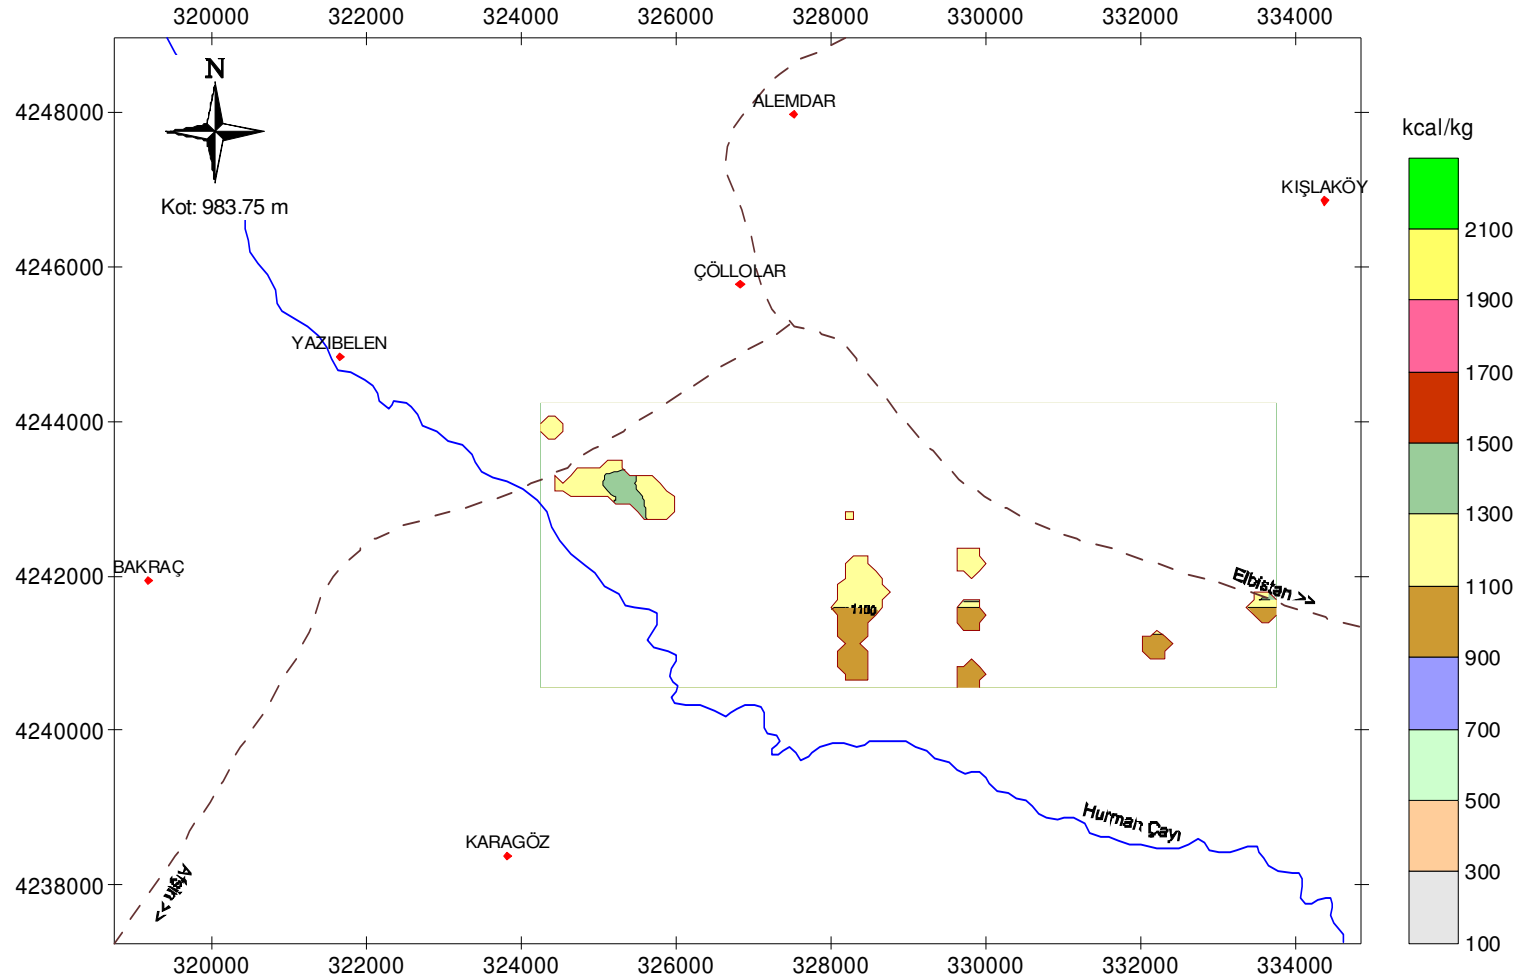 320000 322000 324000 326000 328000 330000 332000 334000
N
4248000
ALEMDAR
kcal/kg
KIŞLAKÖY
Kot: 983.75 m
2100
4246000
ÇÖLLOLAR
1900
YAZIBELEN
1700
4244000
1500
1300
BAKRAÇ
4242000
Elbistan >>
1100
1100
900
4240000
700
Hurman Çayı
500
KARAGÖZ
4238000
Afşin >>
300
100
320000 322000 324000 326000 328000 330000 332000 334000